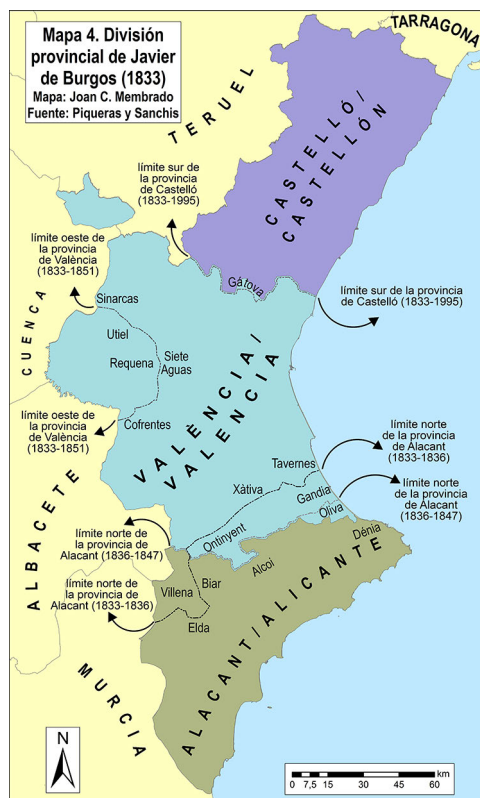 Mapa 4. División
provincial de Javier
de Burgos (1833)
Mapa: Joan C. Membrado
Fuente: Piqueras y Sanchis
TARRAGONA
TERUEL
CASTELLÓ/
CASTELLÓN
límite sur de
la provincia
de Castelló
(1833-1995)
límite oeste de
la provincia
de València
(1833-1851)
Gátova
límite sur de la provincia
de Castelló (1833-1995)
CUENCA
Sinarcas
Utiel
Requena
Siete
Aguas
VALÈNCIA/
VALENCIA
límite oeste de
la provincia
de València
(1833-1851)
Cofrentes
límite norte
de la provincia
de Alacant
(1833-1836)
Tavernes
Xàtiva
Gandia
límite norte
de la provincia
de Alacant
(1836-1847)
Oliva
ALBACETE
límite norte de
la provincia de
Alacant (1836-1847)
Ontinyent
Dénia
Alcoi
límite norte de
la provincia de
Alacant (1833-1836)
Villena
Biar
Elda
ALACANT/ALICANTE
MURCIA
N
km
0 7,5 15 30 45 60